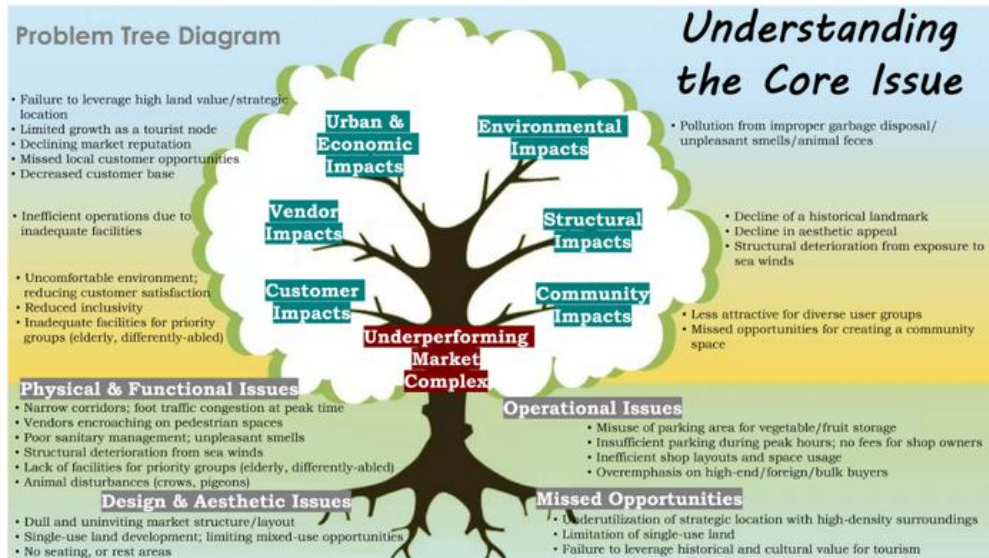 Problem Tree Diagram
Understanding
the Core Issue
• Failure to leverage high land value/strategic
location
• Limited growth as a tourist node
• Declining market reputation
• Missed local customer opportunities
• Decreased customer base
Urban &
Economic
Impacts
Environmental
Impacts
• Pollution from improper garbage disposal/
unpleasant smells/animal feces
• Inefficient operations due to
inadequate facilities
Vendor
Impacts
Structural
Impacts
• Decline of a historical landmark
• Decline in aesthetic appeal
• Structural deterioration from exposure to
sea winds
• Uncomfortable environment;
reducing customer satisfaction
• Reduced inclusivity
• Inadequate facilities for priority
groups (elderly, differently-abled)
Customer
Impacts
Community
Impacts
• Less attractive for diverse user groups
• Missed opportunities for creating a community
space
Underperforming
Market
Complex
Physical & Functional Issues
• Narrow corridors; foot traffic congestion at peak time
• Vendors encroaching on pedestrian spaces
• Poor sanitary management; unpleasant smells
• Structural deterioration from sea winds
• Lack of facilities for priority groups (elderly, differently-abled)
• Animal disturbances (crows, pigeons)
Operational Issues
• Misuse of parking area for vegetable/fruit storage
• Insufficient parking during peak hours; no fees for shop owners
• Inefficient shop layouts and space usage
• Overemphasis on high-end/foreign/bulk buyers
Design & Aesthetic Issues
• Dull and uninviting market structure/layout
• Single-use land development; limiting mixed-use opportunities
• No seating, or rest areas
Missed Opportunities
• Underutilization of strategic location with high-density surroundings
• Limitation of single-use land
• Failure to leverage historical and cultural value for tourism